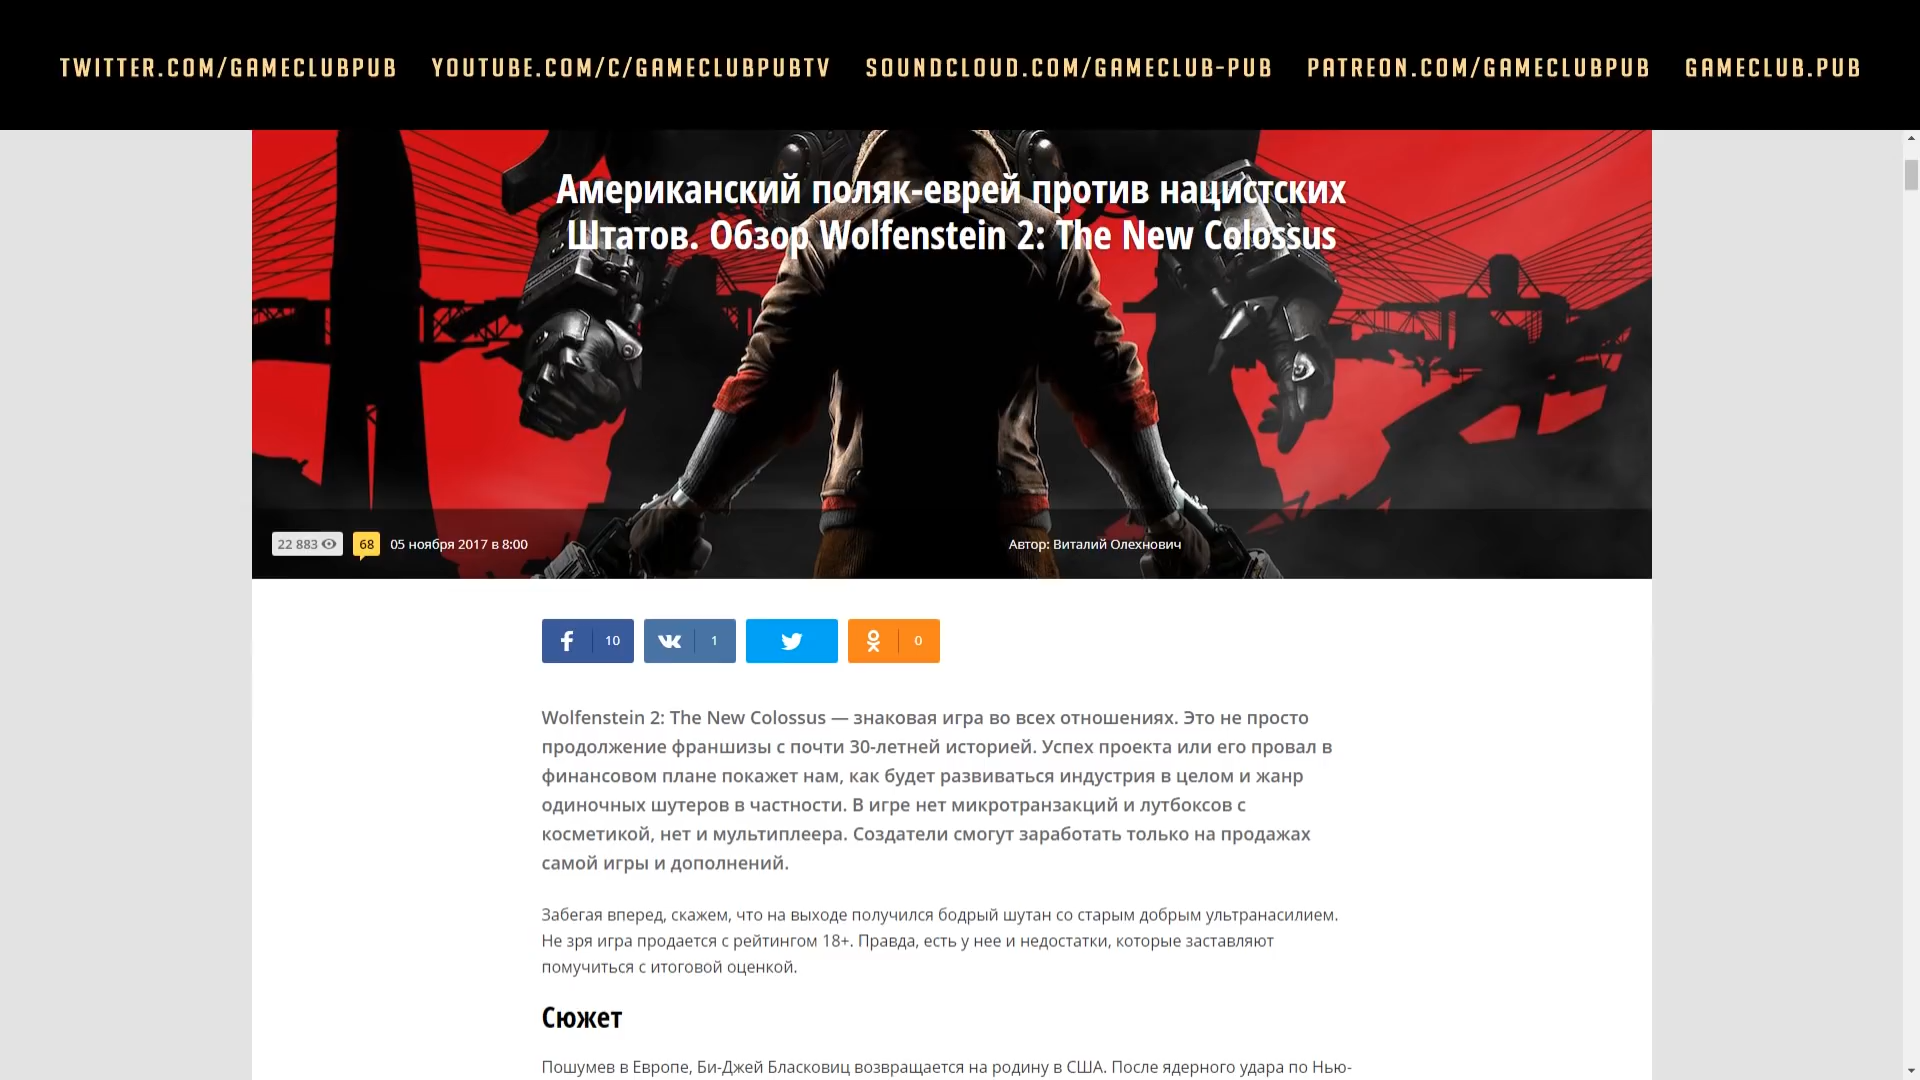 TWITTER.COM/GAMECLUBPUB YOUTUBE.COM/C/GAMECLUBPUBTV SOUNDCLOUD.COM/GAMECLUB-PUB PATREON.COM/GAMECLUBPUB GAMECLUB.PUB
Американский поляк-еврей против нацистских
Штатов. Обзор Wolfenstein 2: The New Colossus
22 883 68 05 ноября 2017 в 8:00 Автор: Виталий Олехнович
10 1 0
Wolfenstein 2: The New Colossus — знаковая игра во всех отношениях. Это не просто
продолжение франшизы с почти 30-летней историей. Успех проекта или его провал в
финансовом плане покажет нам, как будет развиваться индустрия в целом и жанр
одиночных шутеров в частности. В игре нет микротранзакций и лутбоксов с
косметикой, нет и мультиплеера. Создатели смогут заработать только на продажах
самой игры и дополнений.
Забегая вперед, скажем, что на выходе получился бодрый шутан со старым добрым ультранасилием.
Не зря игра продается с рейтингом 18+. Правда, есть у нее и недостатки, которые заставляют
помучиться с итоговой оценкой.
Сюжет
Пошумев в Европе, Би-Джей Бласковиц возвращается на родину в США. После ядерного удара по Нью-